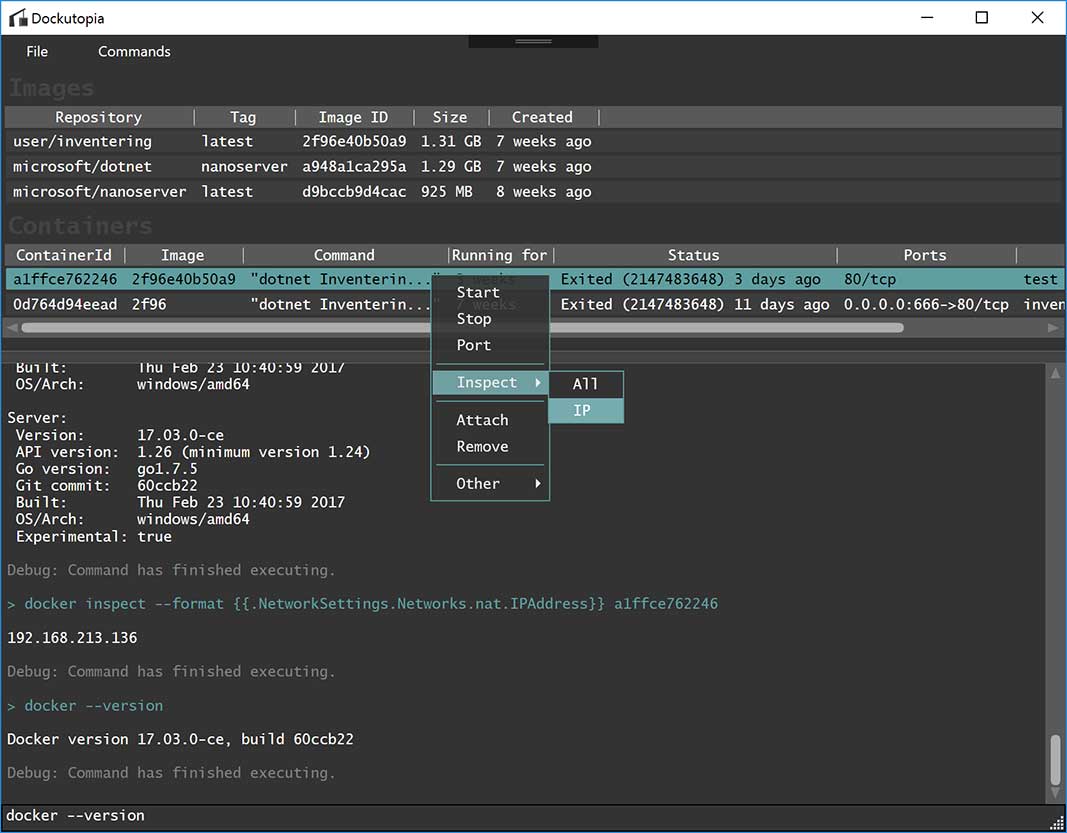 Dockutopia
File Commands
Images
Repository Tag Image ID Size Created
user/inventering latest 2f96e40b50a9 1.31 GB 7 weeks ago
microsoft/dotnet nanoserver a948a1ca295a 1.29 GB 7 weeks ago
microsoft/nanoserver latest d9bccb9d4cac 925 MB 8 weeks ago
Containers
ContainerId Image Command Running for Status Ports
a1ffce762246 2f96e40b50a9 "dotnet Inventerin..." weeks Exited (2147483648) 3 days ago 80/tcp test
0d764d94eead 2f96 "dotnet Inventerin..." 7 weeks Exited (2147483648) 11 days ago 0.0.0.0:666->80/tcp inven
Start
Stop
Port
Inspect
All
IP
Attach
Remove
Other
Built: Thu Feb 23 10:40:59 2017
OS/Arch: windows/amd64
Server:
Version: 17.03.0-ce
API version: 1.26 (minimum version 1.24)
Go version: go1.7.5
Git commit: 60ccb22
Built: Thu Feb 23 10:40:59 2017
OS/Arch: windows/amd64
Experimental: true
Debug: Command has finished executing.
> docker inspect --format {{.NetworkSettings.Networks.nat.IPAddress}} a1ffce762246
192.168.213.136
Debug: Command has finished executing.
> docker --version
Docker version 17.03.0-ce, build 60ccb22
Debug: Command has finished executing.
docker --version